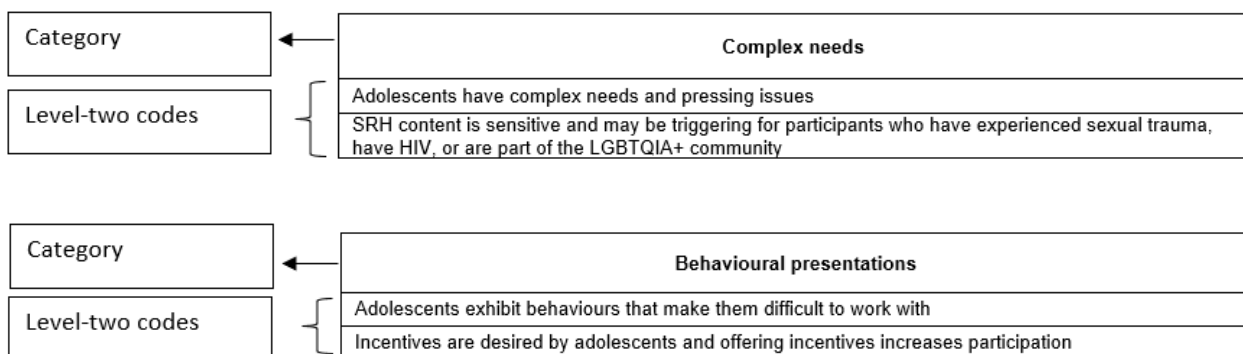 Category
Complex needs
Level-two codes
Adolescents have complex needs and pressing issues
SRH content is sensitive and may be triggering for participants who have experienced sexual trauma,
have HIV, or are part of the LGBTQIA+ community
Category
Behavioural presentations
Level-two codes
Adolescents exhibit behaviours that make them difficult to work with
Incentives are desired by adolescents and offering incentives increases participation